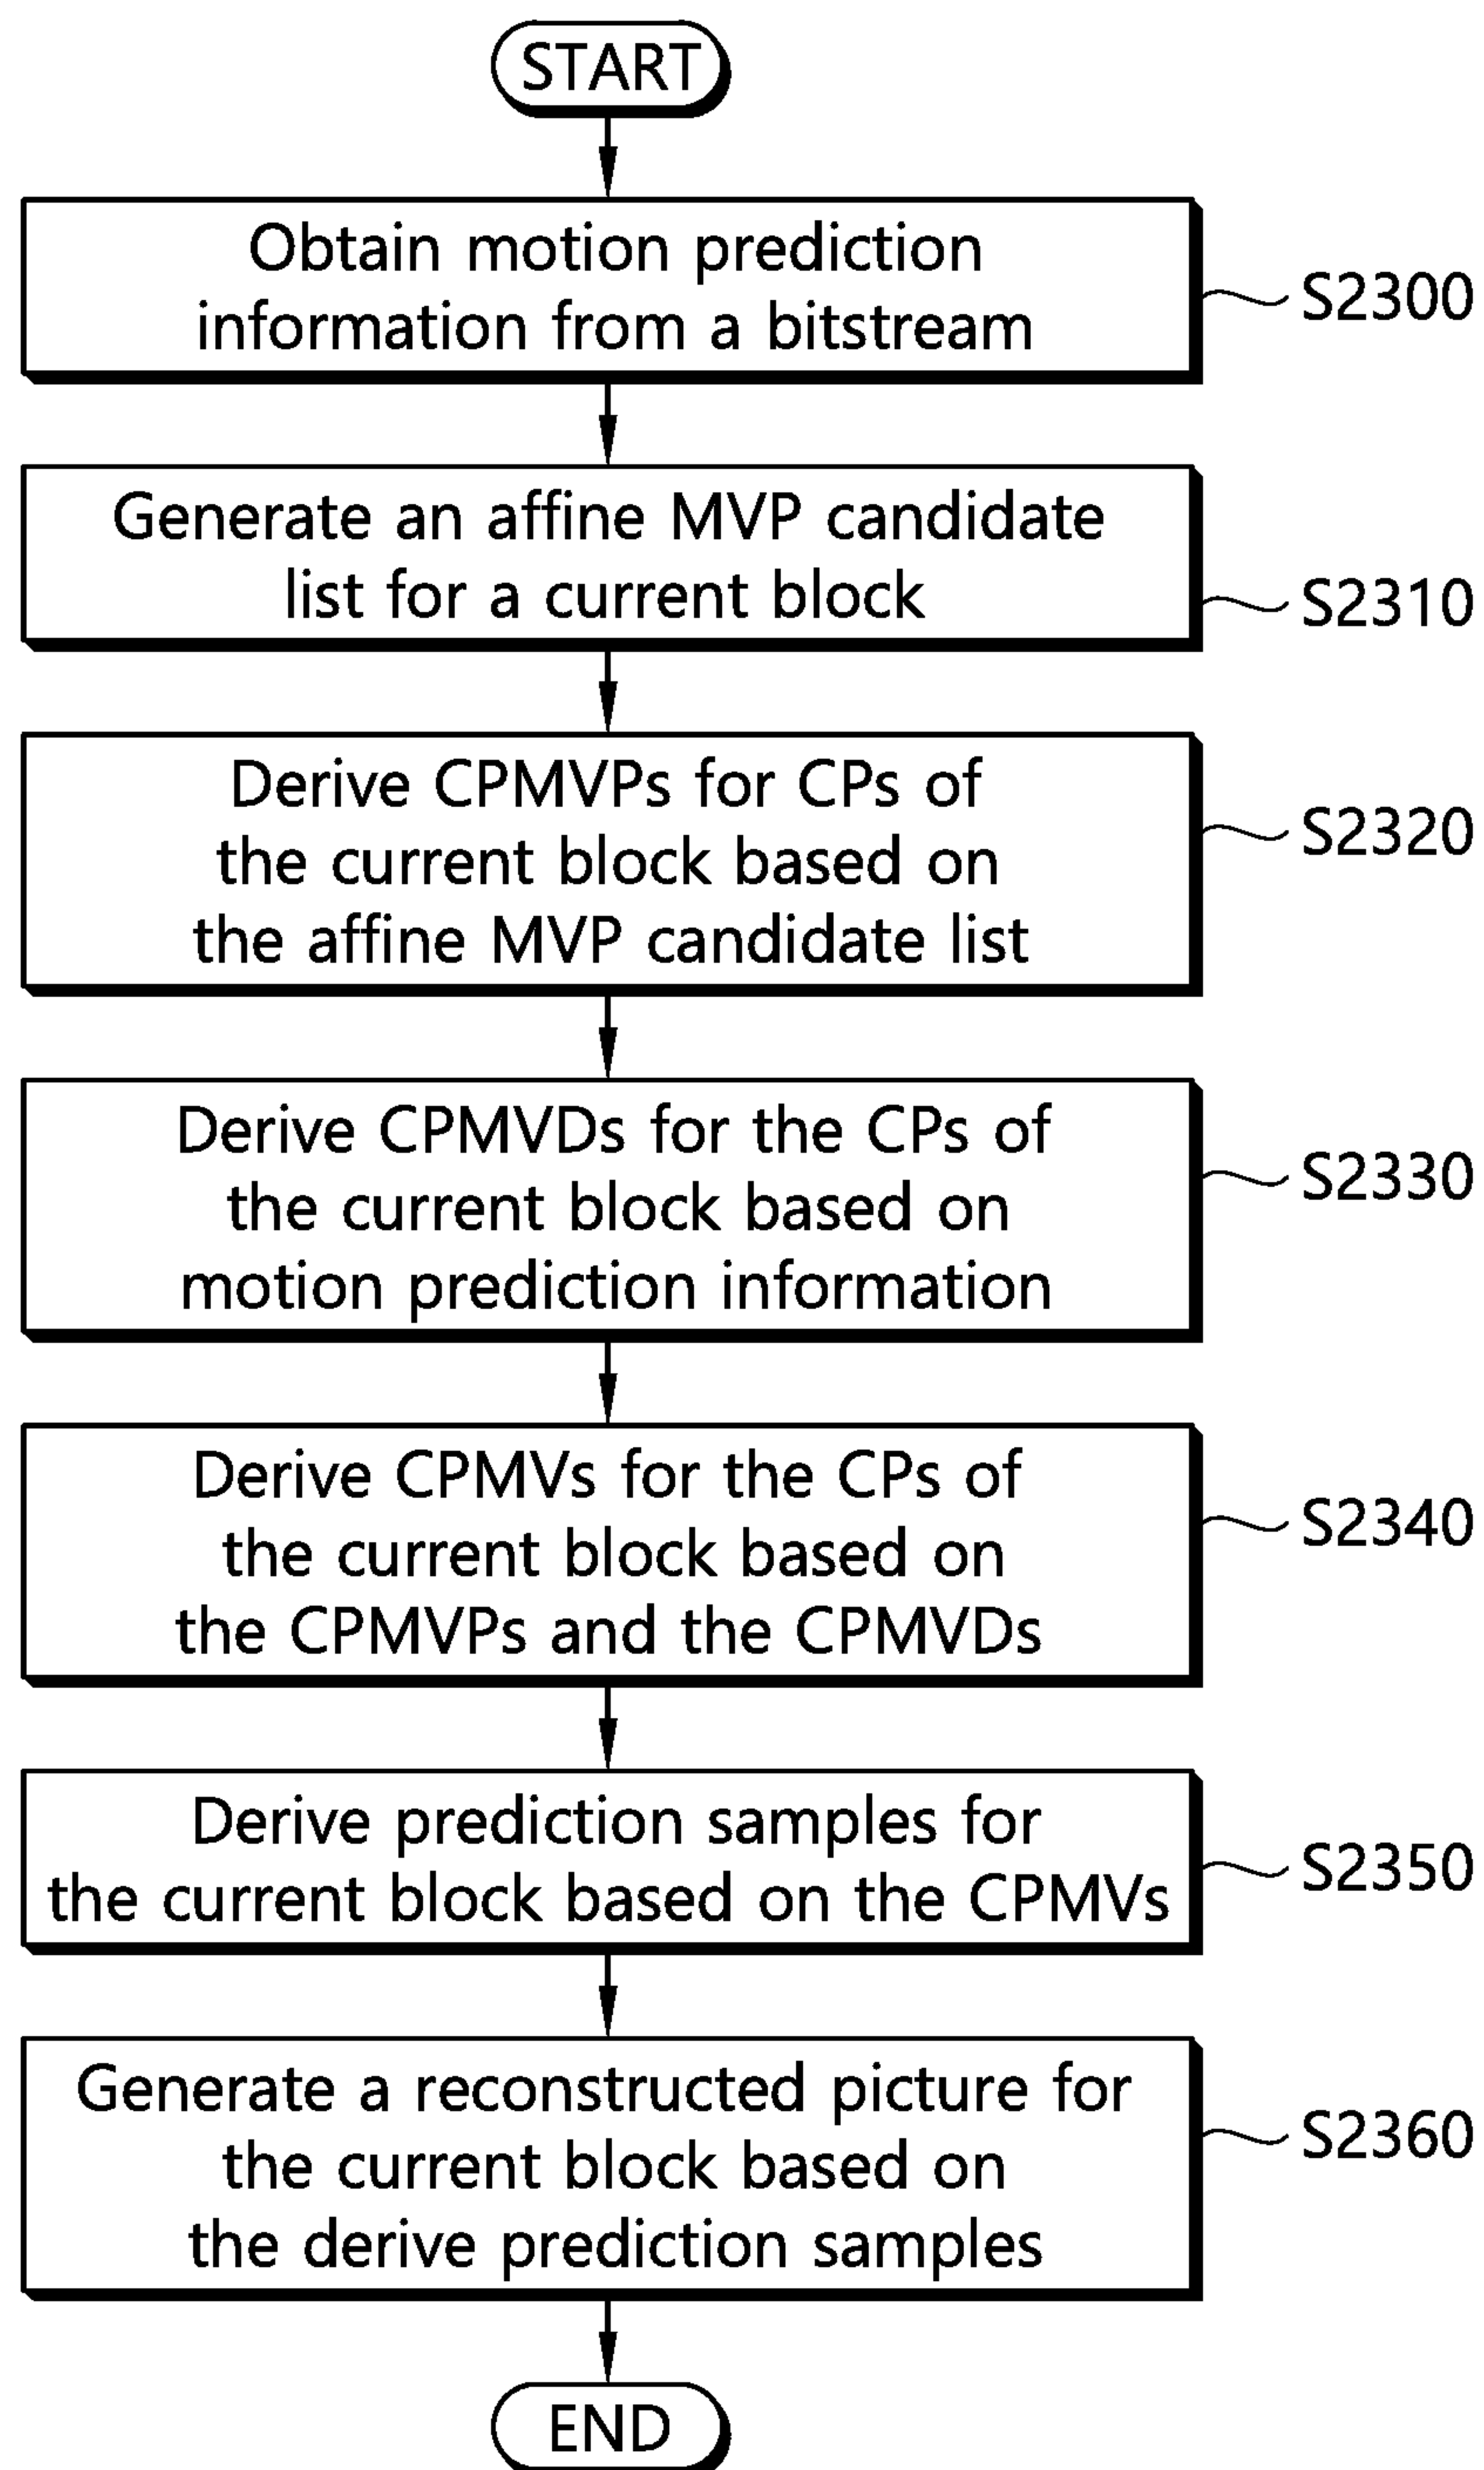 START
Obtain motion prediction
information from a bitstream
S2300
Generate an affine MVP candidate
list for a current block
S2310
Derive CPMVPs for CPs of
the current block based on
the affine MVP candidate list
S2320
Derive CPMVDs for the CPs of
the current block based on
motion prediction information
S2330
Derive CPMVs for the CPs of
the current block based on
the CPMVPs and the CPMVDs
S2340
Derive prediction samples for
the current block based on the CPMVs
S2350
Generate a reconstructed picture for
the current block based on
the derive prediction samples
S2360
END